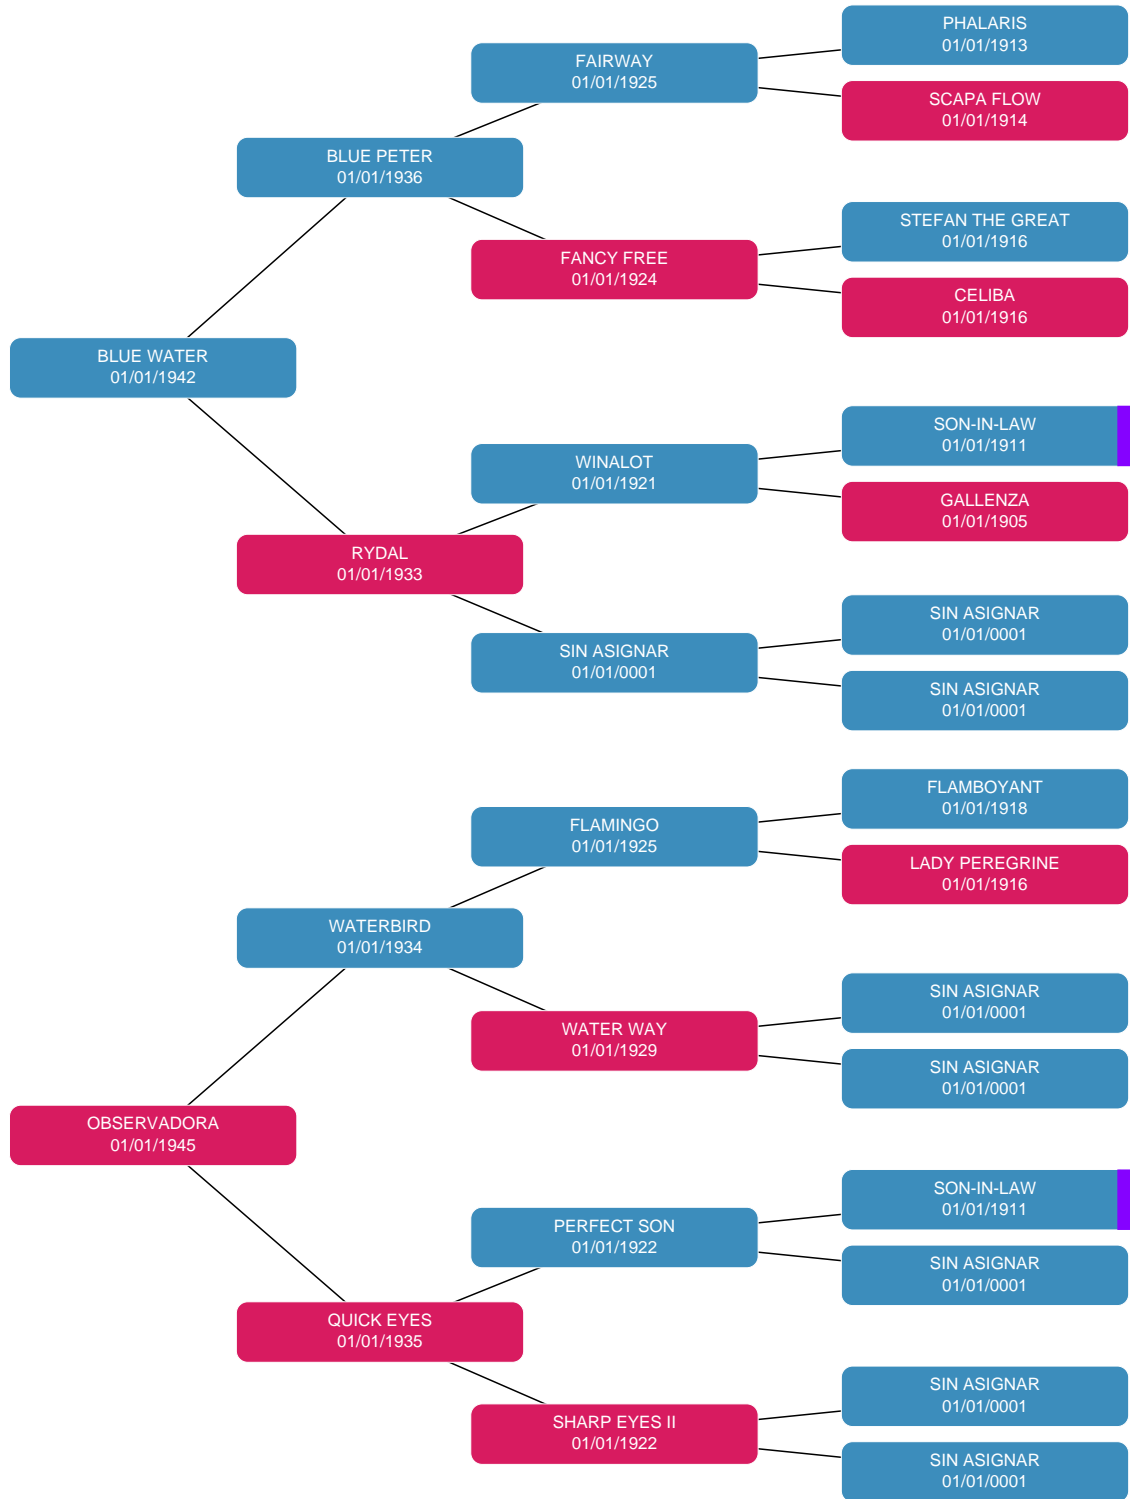 PHALARIS
01/01/1913
FAIRWAY
01/01/1925
SCAPA FLOW
01/01/1914
BLUE PETER
01/01/1936
STEFAN THE GREAT
01/01/1916
FANCY FREE
01/01/1924
CELIBA
01/01/1916
BLUE WATER
01/01/1942
SON-IN-LAW
01/01/1911
WINALOT
01/01/1921
GALLENZA
01/01/1905
RYDAL
01/01/1933
SIN ASIGNAR
01/01/0001
SIN ASIGNAR
01/01/0001
SIN ASIGNAR
01/01/0001
FLAMBOYANT
01/01/1918
FLAMINGO
01/01/1925
LADY PEREGRINE
01/01/1916
WATERBIRD
01/01/1934
SIN ASIGNAR
01/01/0001
WATER WAY
01/01/1929
SIN ASIGNAR
01/01/0001
OBSERVADORA
01/01/1945
SON-IN-LAW
01/01/1911
PERFECT SON
01/01/1922
SIN ASIGNAR
01/01/0001
QUICK EYES
01/01/1935
SIN ASIGNAR
01/01/0001
SHARP EYES II
01/01/1922
SIN ASIGNAR
01/01/0001